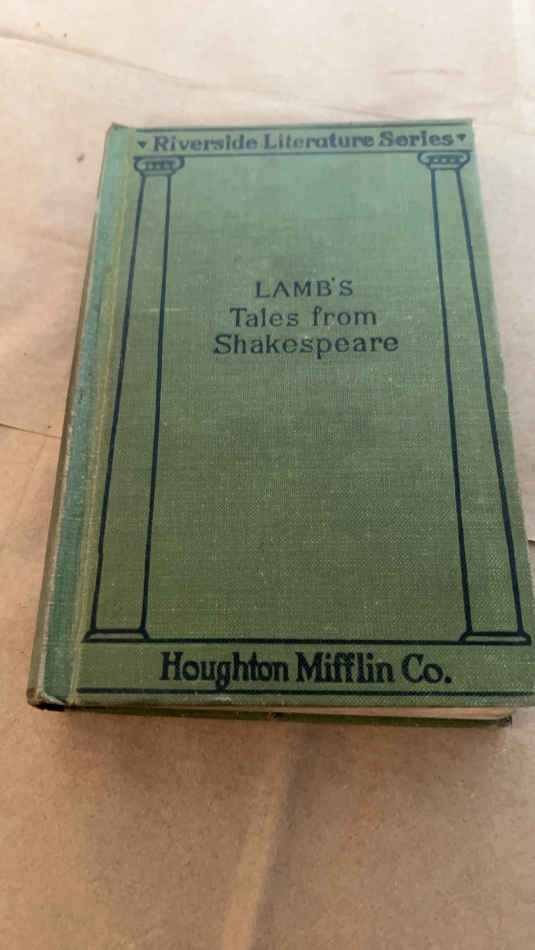 Riverside Literature Series
LAMB'S
Tales from
Shakespeare
Houghton Mifflin Co.